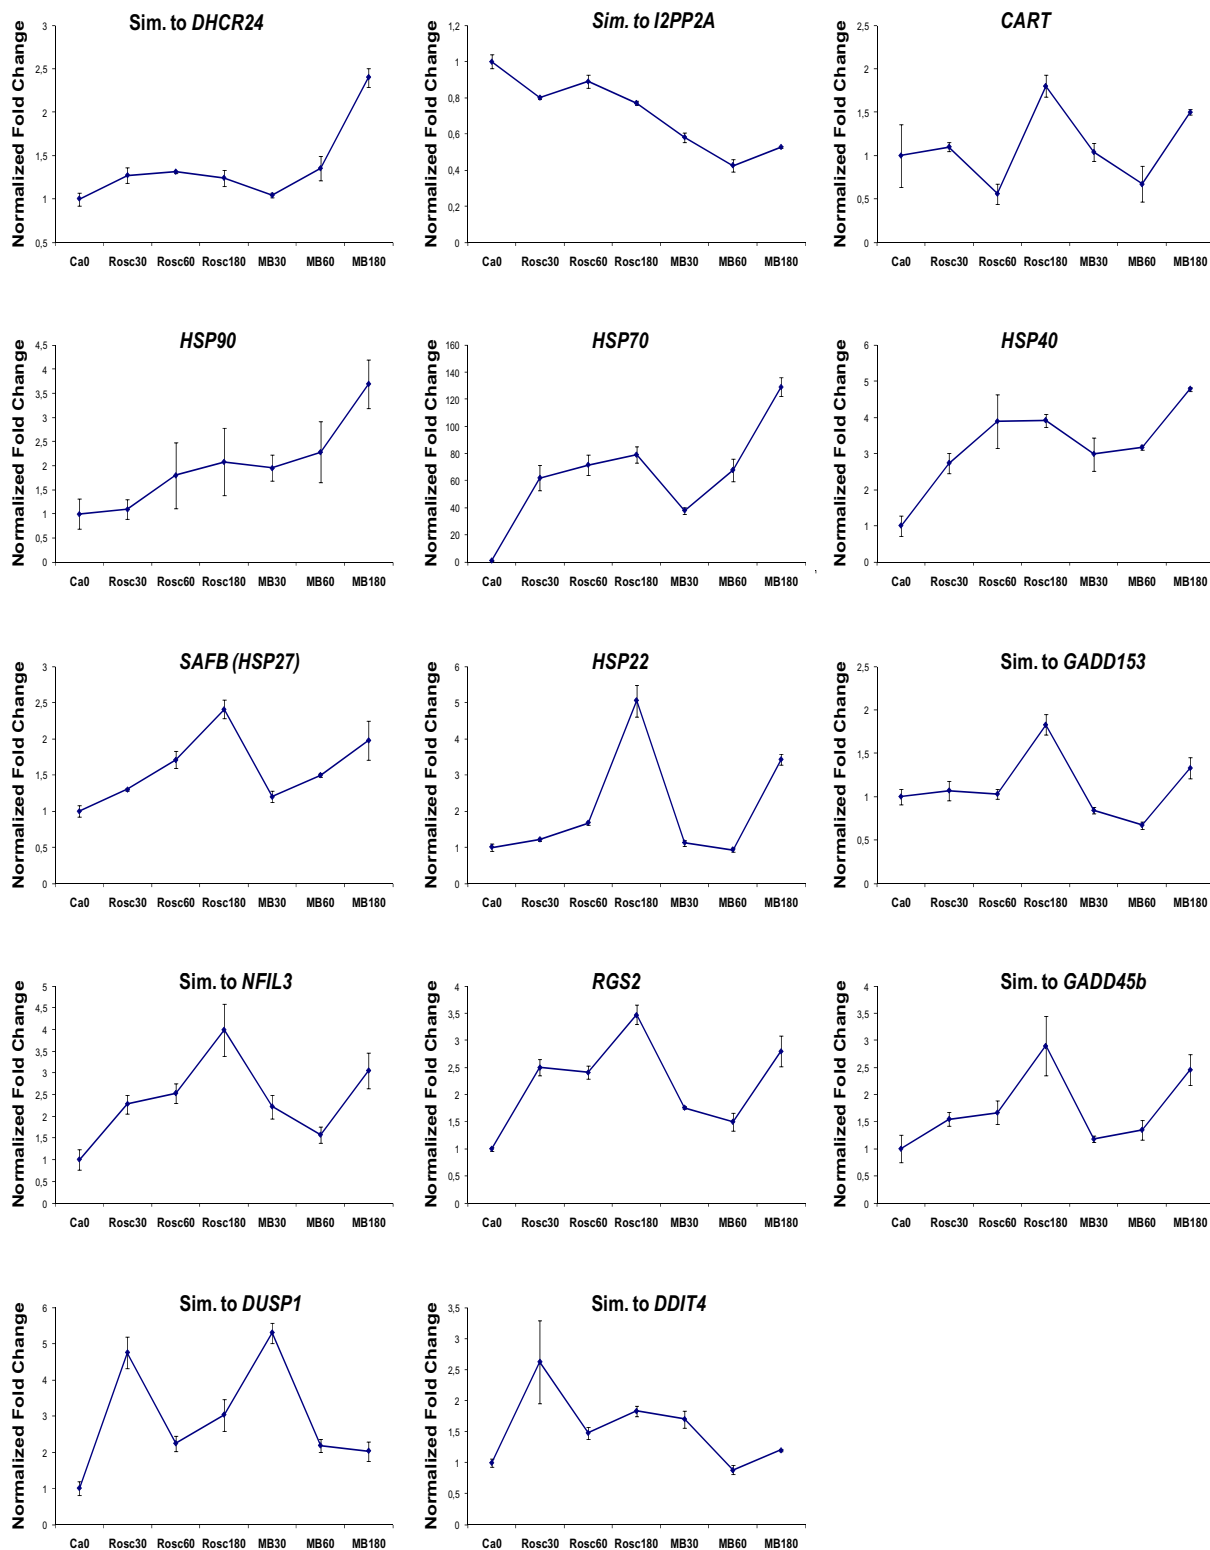 Sim. to DHCR24
Normalized Fold Change
3
2,5
2
1,5
1
0,5
Ca0 Rosc30 Rosc60 Rosc180 MB30 MB60 MB180
Sim. to I2PP2A
Normalized Fold Change
1,2
1
0,8
0,6
0,4
0,2
0
Ca0 Rosc30 Rosc60 Rosc180 MB30 MB60 MB180
CART
Normalized Fold Change
2,5
2
1,5
1
0,5
0
Ca0 Rosc30 Rosc60 Rosc180 MB30 MB60 MB180
HSP90
Normalized Fold Change
4,5
4
3,5
3
2,5
2
1,5
1
0,5
0
Ca0 Rosc30 Rosc60 Rosc180 MB30 MB60 MB180
HSP70
Normalized Fold Change
160
140
120
100
80
60
40
20
0
Ca0 Rosc30 Rosc60 Rosc180 MB30 MB60 MB180
,
HSP40
Normalized Fold Change
6
5
4
3
2
1
0
Ca0 Rosc30 Rosc60 Rosc180 MB30 MB60 MB180
SAFB (HSP27)
Normalized Fold Change
3
2,5
2
1,5
1
0,5
0
Ca0 Rosc30 Rosc60 Rosc180 MB30 MB60 MB180
HSP22
Normalized Fold Change
6
5
4
3
2
1
0
Ca0 Rosc30 Rosc60 Rosc180 MB30 MB60 MB180
Sim. to GADD153
Normalized Fold Change
2,5
2
1,5
1
0,5
0
Ca0 Rosc30 Rosc60 Rosc180 MB30 MB60 MB180
Sim. to NFIL3
Normalized Fold Change
5
4,5
4
3,5
3
2,5
2
1,5
1
0,5
0
Ca0 Rosc30 Rosc60 Rosc180 MB30 MB60 MB180
RGS2
Normalized Fold Change
4
3,5
3
2,5
2
1,5
1
0,5
0
Ca0 Rosc30 Rosc60 Rosc180 MB30 MB60 MB180
Sim. to GADD45b
Normalized Fold Change
4
3,5
3
2,5
2
1,5
1
0,5
0
Ca0 Rosc30 Rosc60 Rosc180 MB30 MB60 MB180
Sim. to DUSP1
Normalized Fold Change
6
5
4
3
2
1
0
Ca0 Rosc30 Rosc60 Rosc180 MB30 MB60 MB180
Sim. to DDIT4
Normalized Fold Change
3,5
3
2,5
2
1,5
1
0,5
0
Ca0 Rosc30 Rosc60 Rosc180 MB30 MB60 MB180